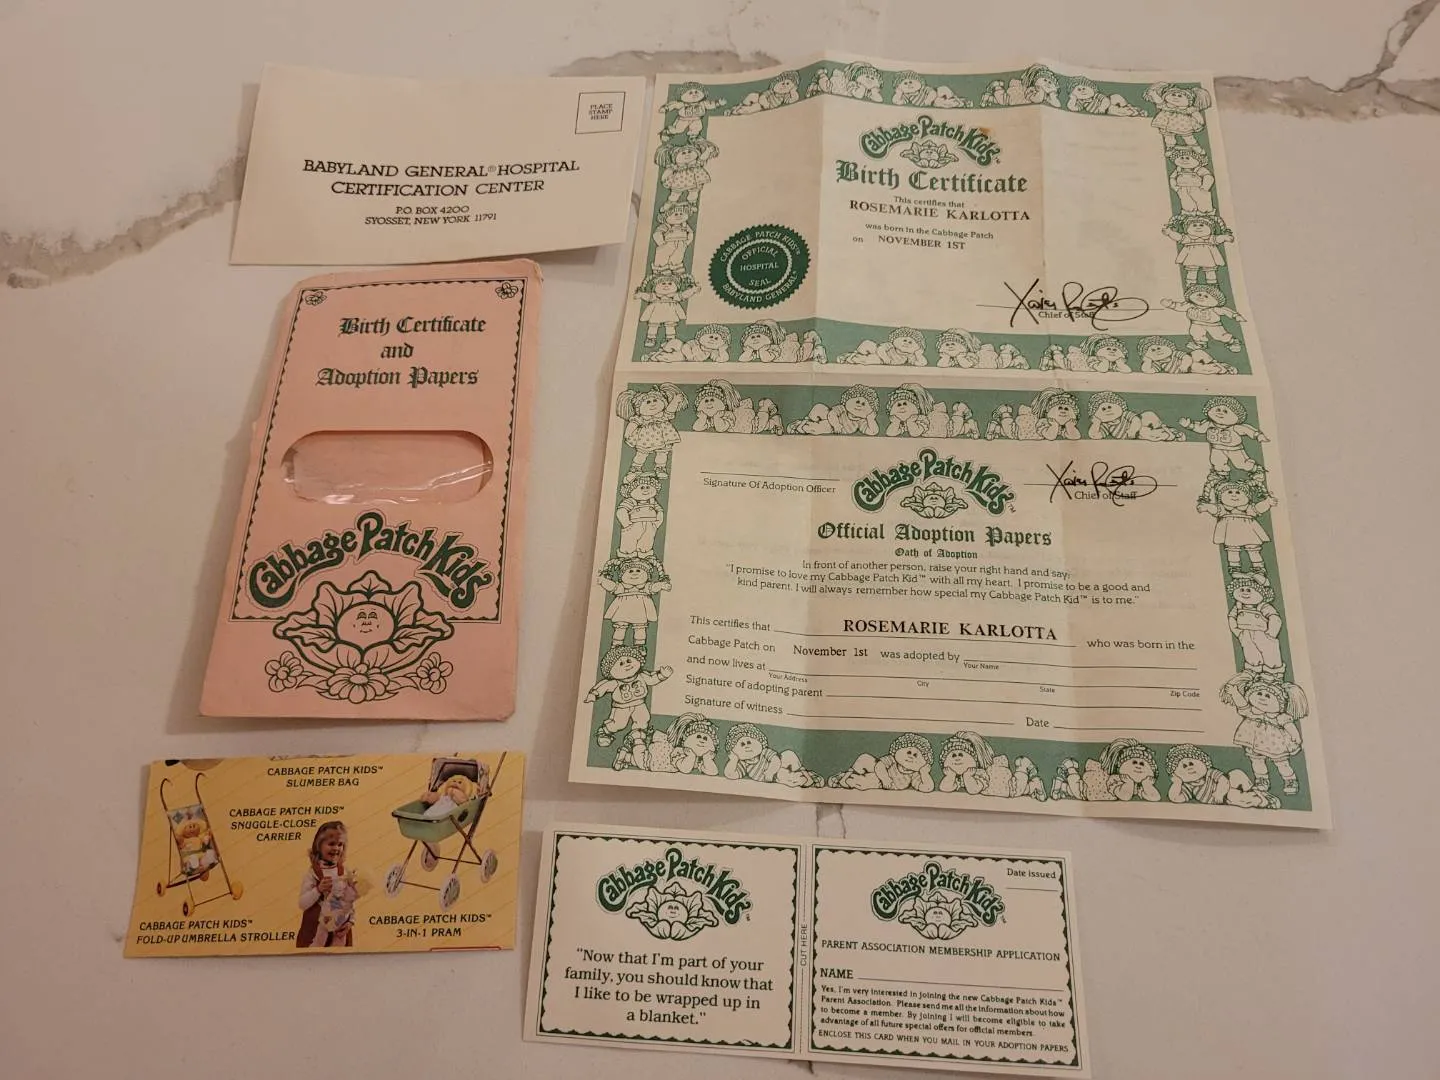 PLACE
STAMP
HERE
BABYLAND GENERAL® HOSPITAL
CERTIFICATION CENTER
P.O. BOX 4200
SYOSSET, NEW YORK 11791
Birth Certificate
and
Adoption Papers
Cabbage Patch Kids
Cabbage Patch Kids™
Birth Certificate
This certifies that
ROSEMARIE KARLOTTA
was born in the Cabbage Patch
on NOVEMBER 1ST
CABBAGE PATCH KIDS™
OFFICIAL
HOSPITAL
SEAL
BABYLAND GENERAL®
Chief of Staff
Signature Of Adoption Officer
Cabbage Patch Kids™
Chief of Staff
Official Adoption Papers
Oath of Adoption
In front of another person, raise your right hand and say:
"I promise to love my Cabbage Patch Kid™ with all my heart. I promise to be a good and
kind parent. I will always remember how special my Cabbage Patch Kid™ is to me."
This certifies that ROSEMARIE KARLOTTA who was born in the
Cabbage Patch on November 1st was adopted by
Your Name
and now lives at
Your Address City State Zip Code
Signature of adopting parent
Signature of witness Date
CABBAGE PATCH KIDS™
SLUMBER BAG
CABBAGE PATCH KIDS™
SNUGGLE-CLOSE
CARRIER
CABBAGE PATCH KIDS™
FOLD-UP UMBRELLA STROLLER
CABBAGE PATCH KIDS™
3-IN-1 PRAM
Cabbage Patch Kids™
"Now that I'm part of your
family, you should know that
I like to be wrapped up in
a blanket."
CUT HERE
Date issued
Cabbage Patch Kids™
PARENT ASSOCIATION MEMBERSHIP APPLICATION
NAME
Yes, I'm very interested in joining the new Cabbage Patch Kids™
Parent Association. Please send me all the information about how
to become a member. By joining I will become eligible to take
advantage of all future special offers for official members.
ENCLOSE THIS CARD WHEN YOU MAIL IN YOUR ADOPTION PAPERS